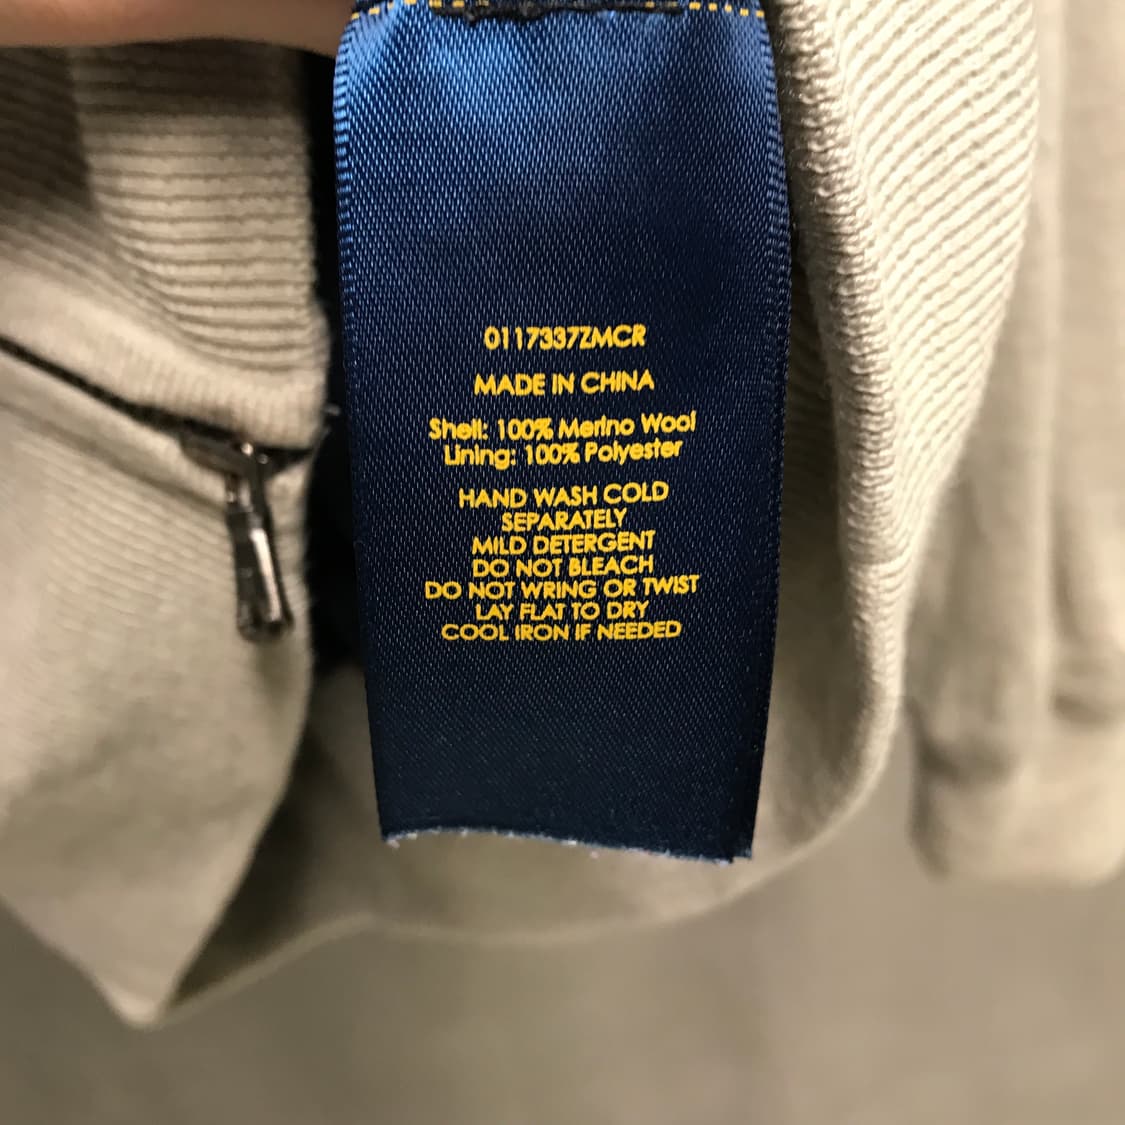 0117337ZMCR
MADE IN CHINA
Shell: 100% Merino Wool
Lining: 100% Polyester
HAND WASH COLD
SEPARATELY
MILD DETERGENT
DO NOT BLEACH
DO NOT WRING OR TWIST
LAY FLAT TO DRY
COOL IRON IF NEEDED